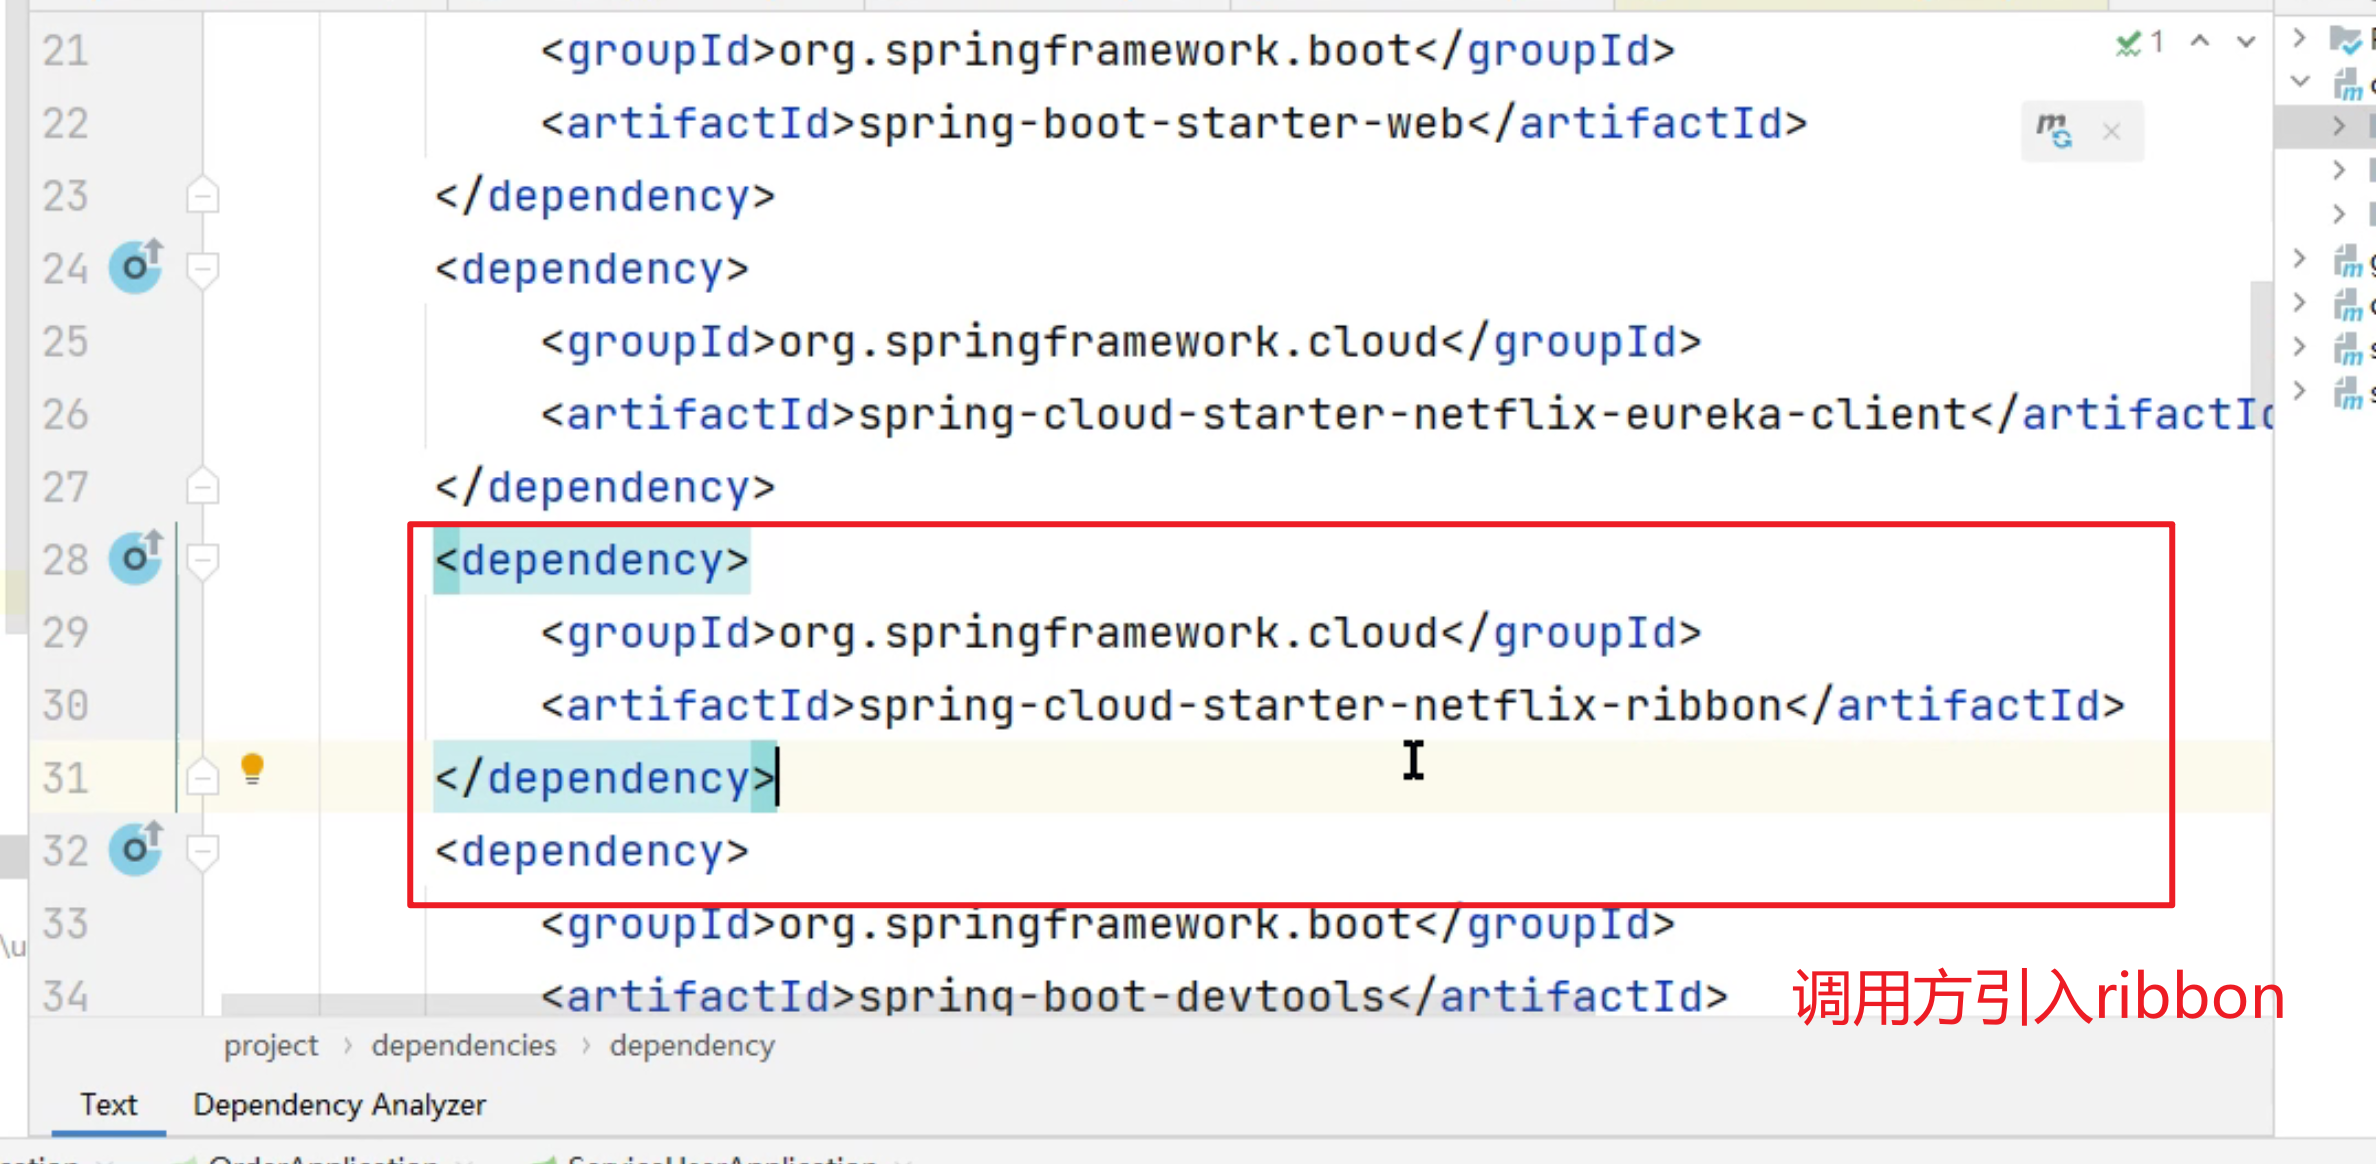 21 <groupId>org.springframework.boot</groupId>
1
22 <artifactId>spring-boot-starter-web</artifactId>
23 </dependency>
24 <dependency>
25 <groupId>org.springframework.cloud</groupId>
26 <artifactId>spring-cloud-starter-netflix-eureka-client</artifactId
27 </dependency>
28 <dependency>
29 <groupId>org.springframework.cloud</groupId>
30 <artifactId>spring-cloud-starter-netflix-ribbon</artifactId>
31 </dependency>
32 <dependency>
33 <groupId>org.springframework.boot</groupId>
\u
34 <artifactId>spring-boot-devtools</artifactId>
调用方引入ribbon
project > dependencies > dependency
Text Dependency Analyzer
OrderApplication ServiceUserApplication